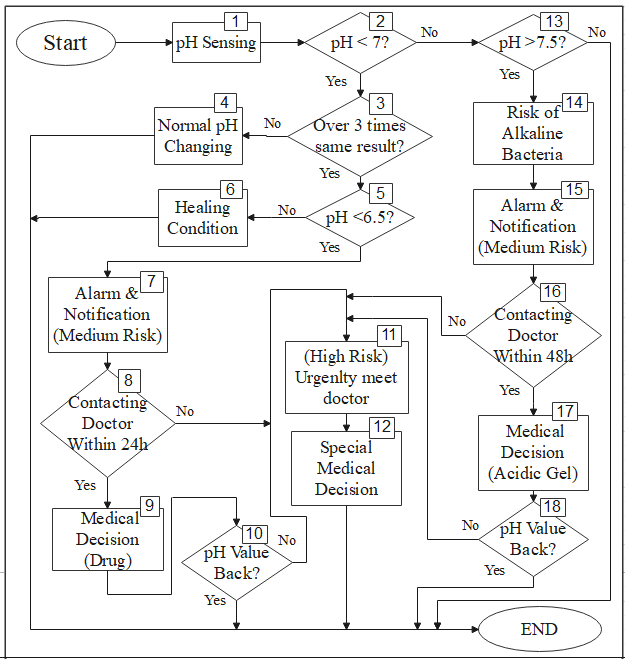 Start
1
pH Sensing
2
pH < 7?
No
13
pH >7.5?
No
Yes
Yes
4
Normal pH
Changing
No
3
Over 3 times
same result?
14
Risk of
Alkaline
Bacteria
Yes
6
Healing
Condition
No
5
pH <6.5?
15
Alarm &
Notification
(Medium Risk)
Yes
7
Alarm &
Notification
(Medium Risk)
16
Contacting
Doctor
Within 48h
No
11
(High Risk)
Urgenlty meet
doctor
Yes
8
Contacting
Doctor
Within 24h
No
12
Special
Medical
Decision
17
Medical
Decision
(Acidic Gel)
Yes
9
Medical
Decision
(Drug)
10
pH Value
Back?
No
18
pH Value
Back?
No
Yes
Yes
END